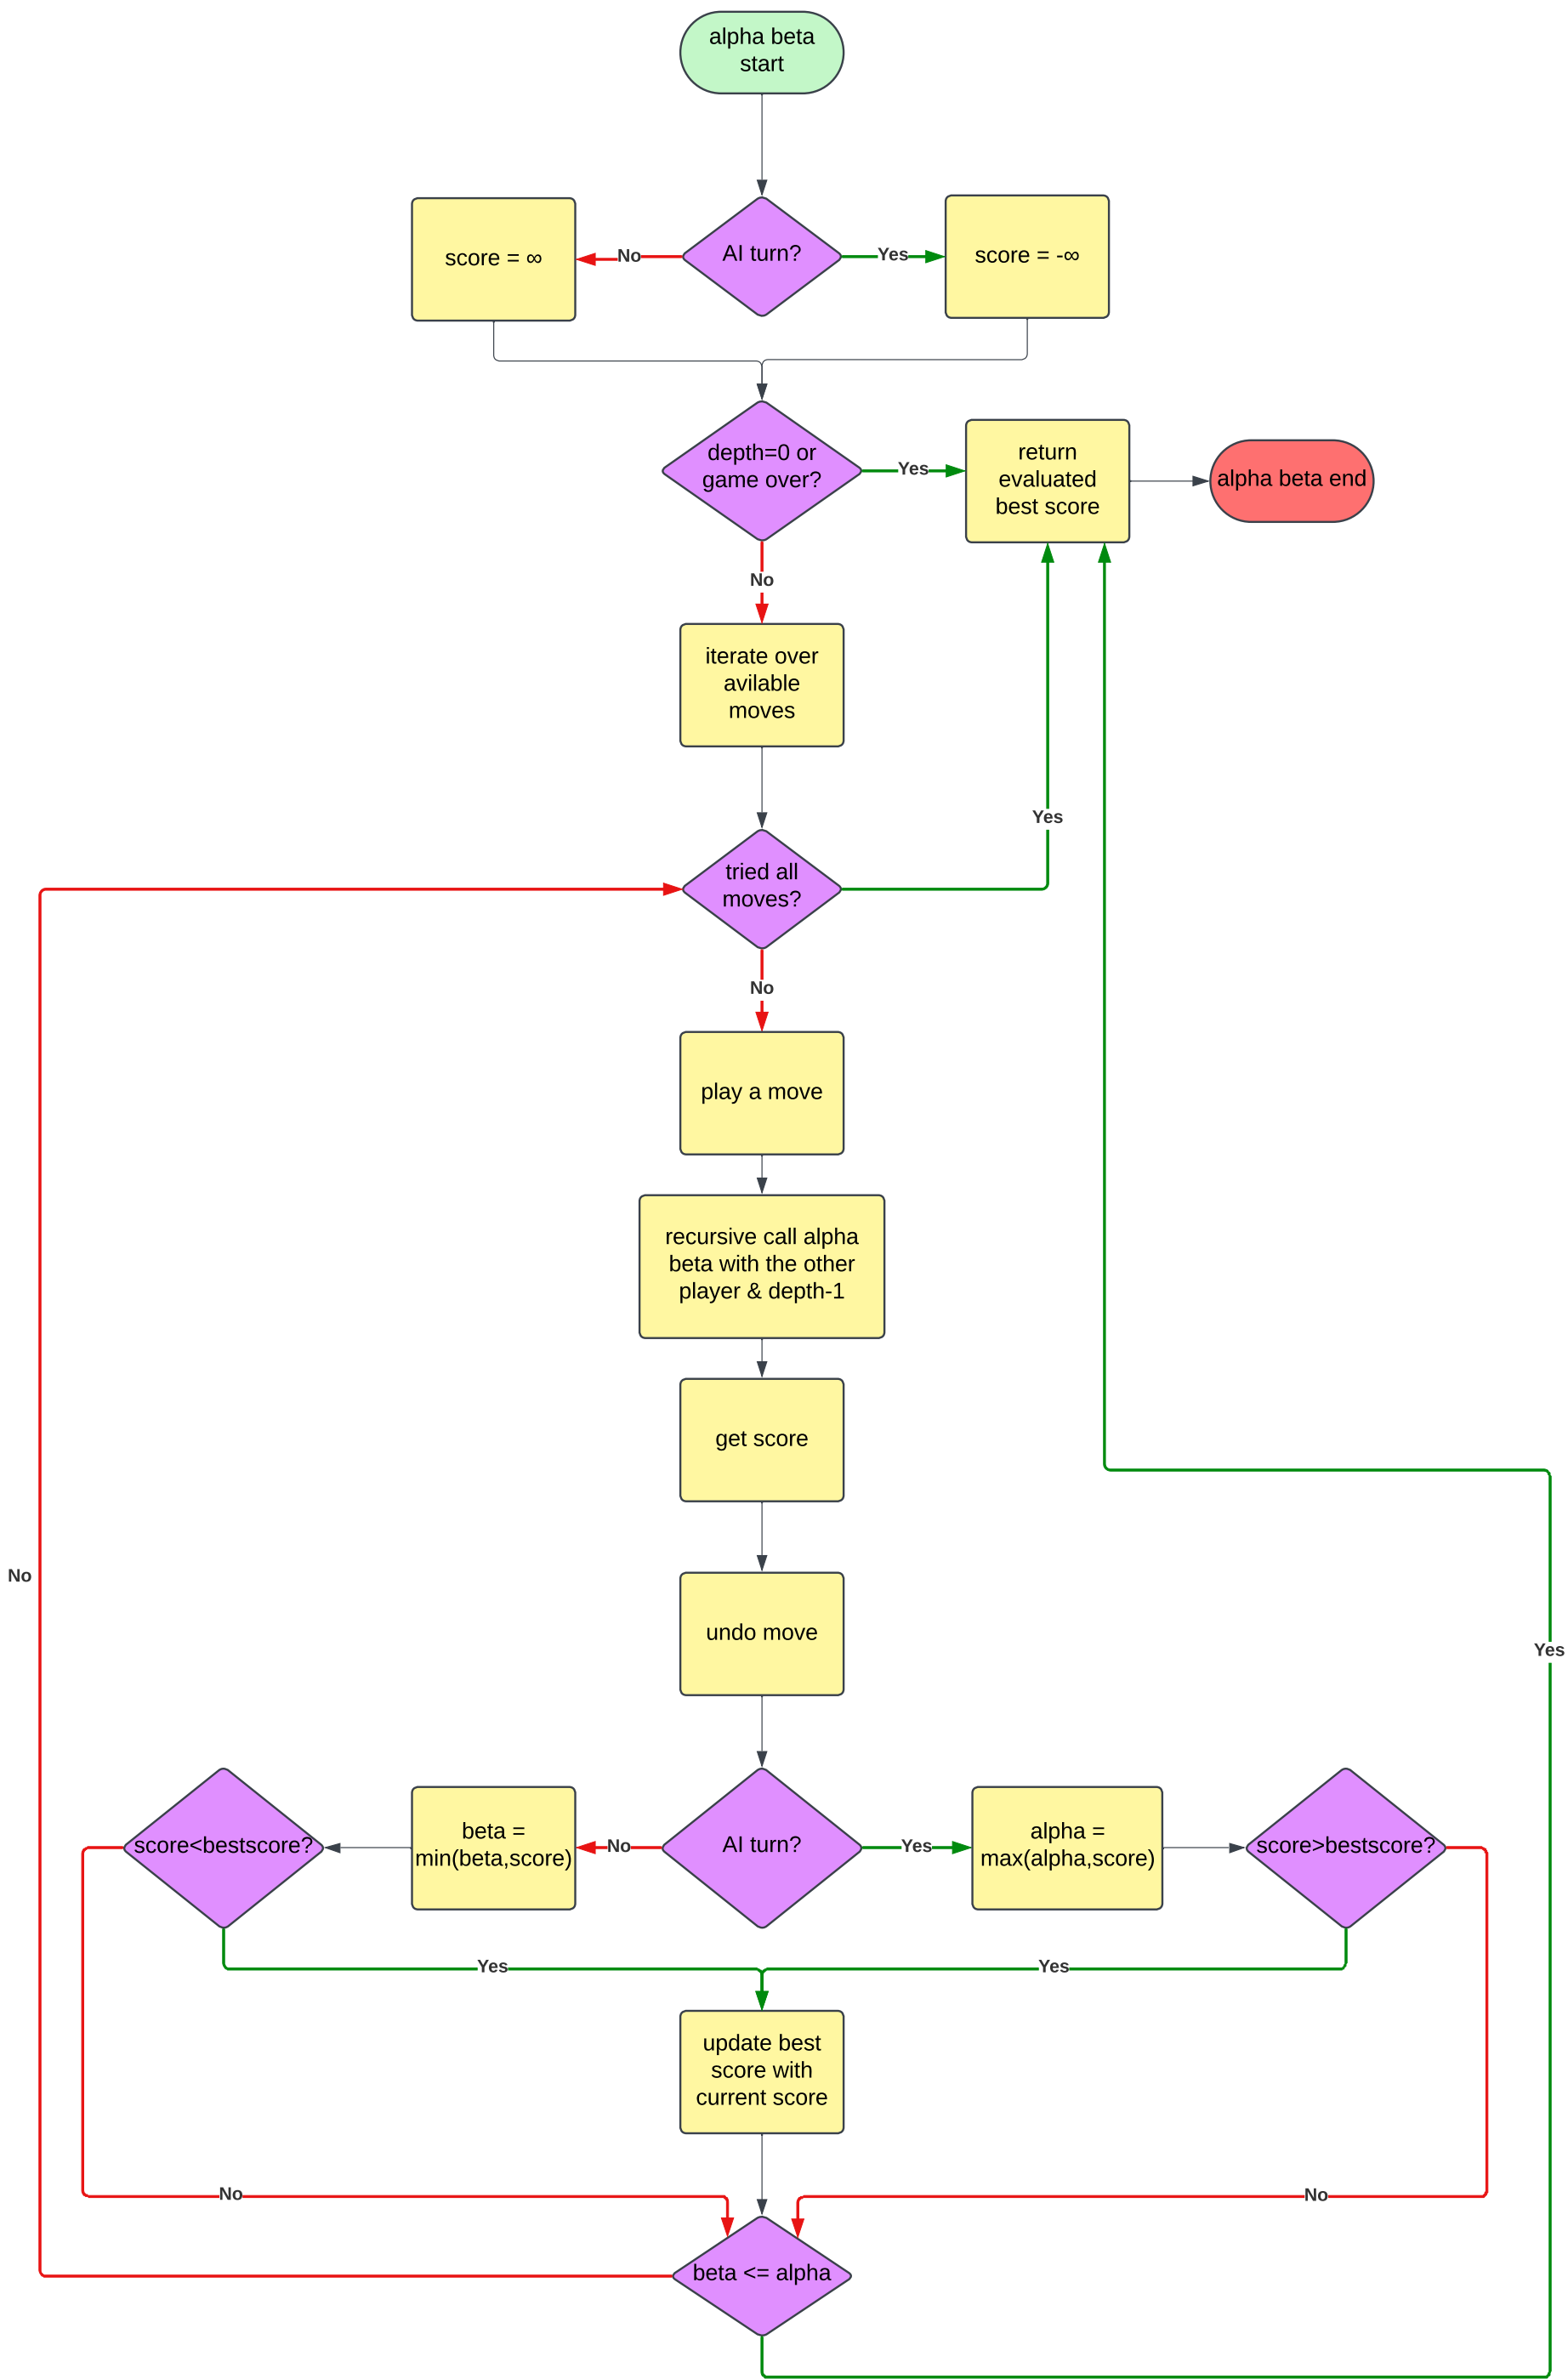 alpha beta
start
AI turn?
No
Yes
score = ∞
score = -∞
depth=0 or
game over?
Yes
return
evaluated
best score
alpha beta end
No
iterate over
avilable
moves
Yes
tried all
moves?
No
play a move
recursive call alpha
beta with the other
player & depth-1
get score
No
undo move
Yes
score<bestscore?
beta =
min(beta,score)
No
AI turn?
Yes
alpha =
max(alpha,score)
score>bestscore?
Yes
Yes
update best
score with
current score
No
No
beta <= alpha